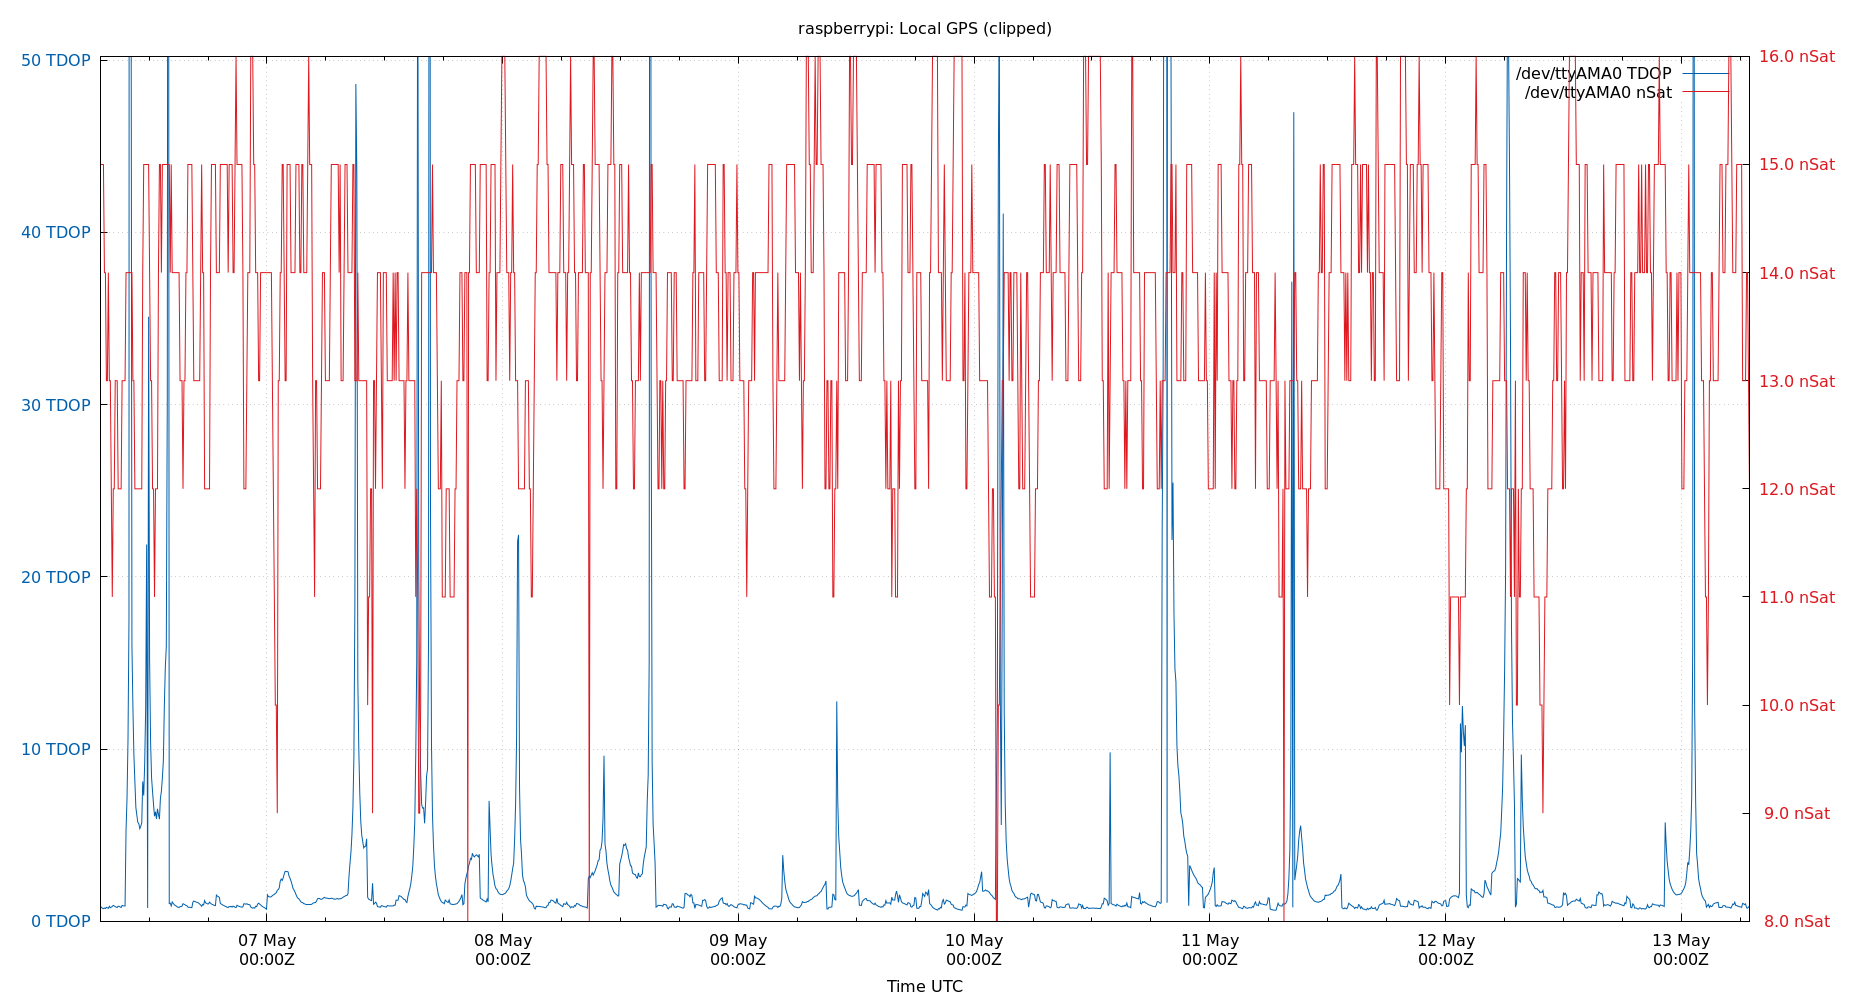 raspberrypi: Local GPS (clipped)
50 TDOP
40 TDOP
30 TDOP
20 TDOP
10 TDOP
0 TDOP
16.0 nSat
15.0 nSat
14.0 nSat
13.0 nSat
12.0 nSat
11.0 nSat
10.0 nSat
9.0 nSat
8.0 nSat
/dev/ttyAMA0 TDOP
/dev/ttyAMA0 nSat
07 May
00:00Z
08 May
00:00Z
09 May
00:00Z
10 May
00:00Z
11 May
00:00Z
12 May
00:00Z
13 May
00:00Z
Time UTC